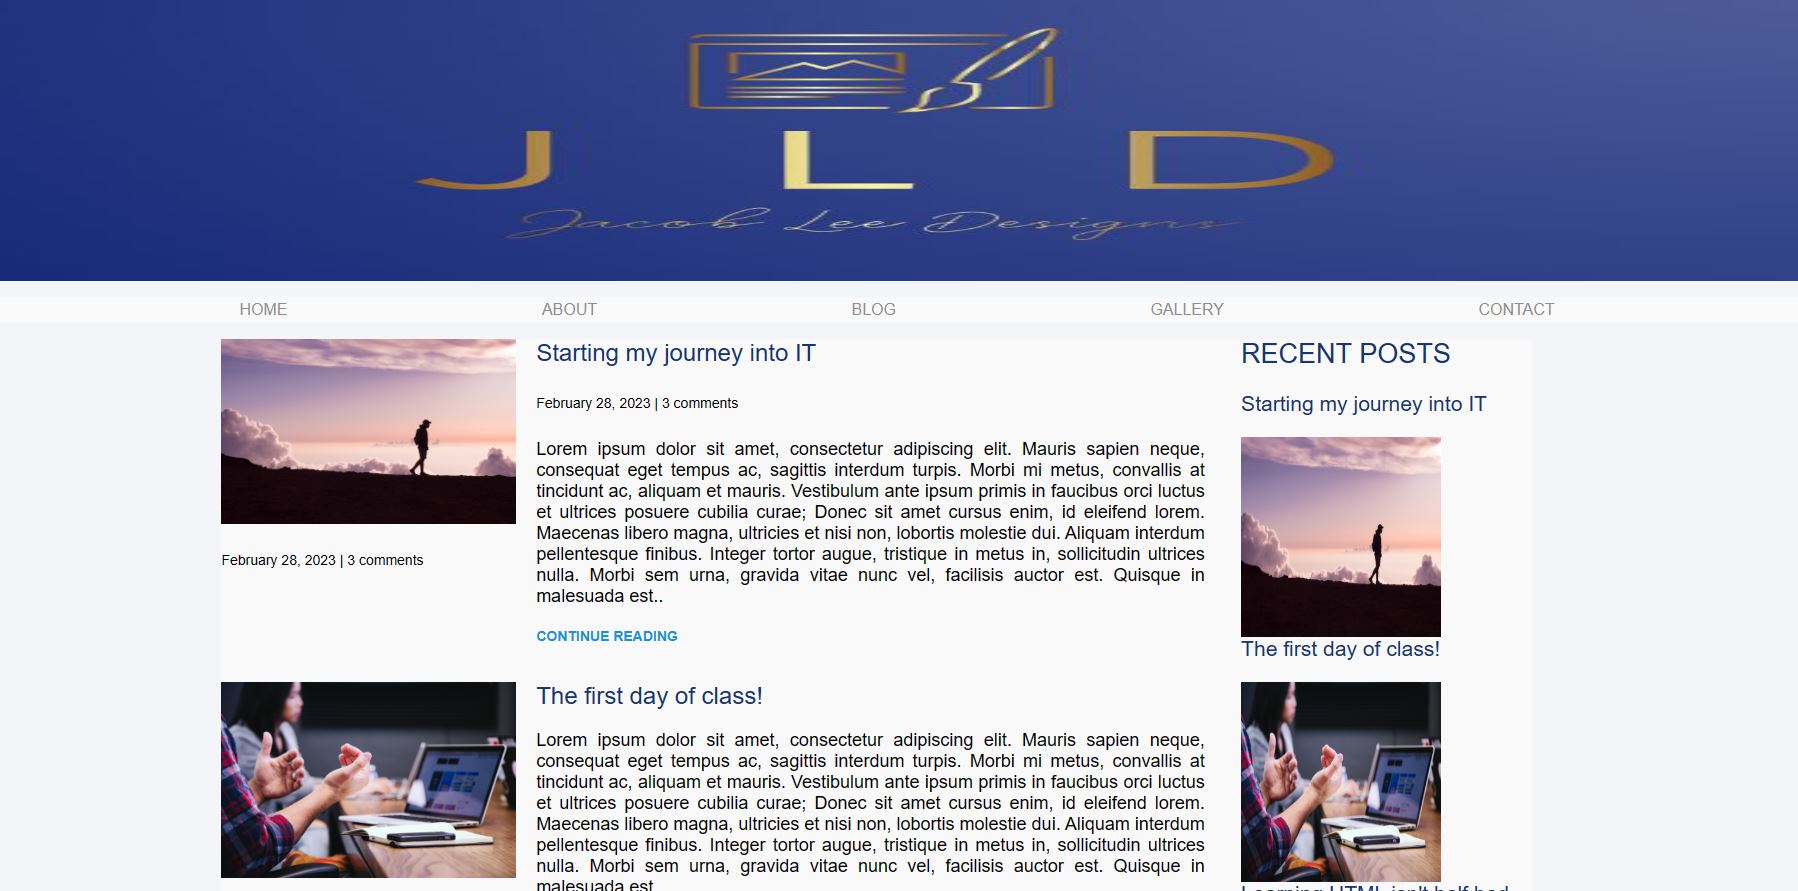 J L D
Jacob Lee Designs
HOME ABOUT BLOG GALLERY CONTACT
Starting my journey into IT
February 28, 2023 | 3 comments
Lorem ipsum dolor sit amet, consectetur adipiscing elit. Mauris sapien neque,
consequat eget tempus ac, sagittis interdum turpis. Morbi mi metus, convallis at
tincidunt ac, aliquam et mauris. Vestibulum ante ipsum primis in faucibus orci luctus
et ultrices posuere cubilia curae; Donec sit amet cursus enim, id eleifend lorem.
Maecenas libero magna, ultricies et nisi non, lobortis molestie dui. Aliquam interdum
pellentesque finibus. Integer tortor augue, tristique in metus in, sollicitudin ultrices
nulla. Morbi sem urna, gravida vitae nunc vel, facilisis auctor est. Quisque in
malesuada est..
CONTINUE READING
February 28, 2023 | 3 comments
The first day of class!
Lorem ipsum dolor sit amet, consectetur adipiscing elit. Mauris sapien neque,
consequat eget tempus ac, sagittis interdum turpis. Morbi mi metus, convallis at
tincidunt ac, aliquam et mauris. Vestibulum ante ipsum primis in faucibus orci luctus
et ultrices posuere cubilia curae; Donec sit amet cursus enim, id eleifend lorem.
Maecenas libero magna, ultricies et nisi non, lobortis molestie dui. Aliquam interdum
pellentesque finibus. Integer tortor augue, tristique in metus in, sollicitudin ultrices
nulla. Morbi sem urna, gravida vitae nunc vel, facilisis auctor est. Quisque in
malesuada est
RECENT POSTS
Starting my journey into IT
The first day of class!
Learning HTML isn't half bad